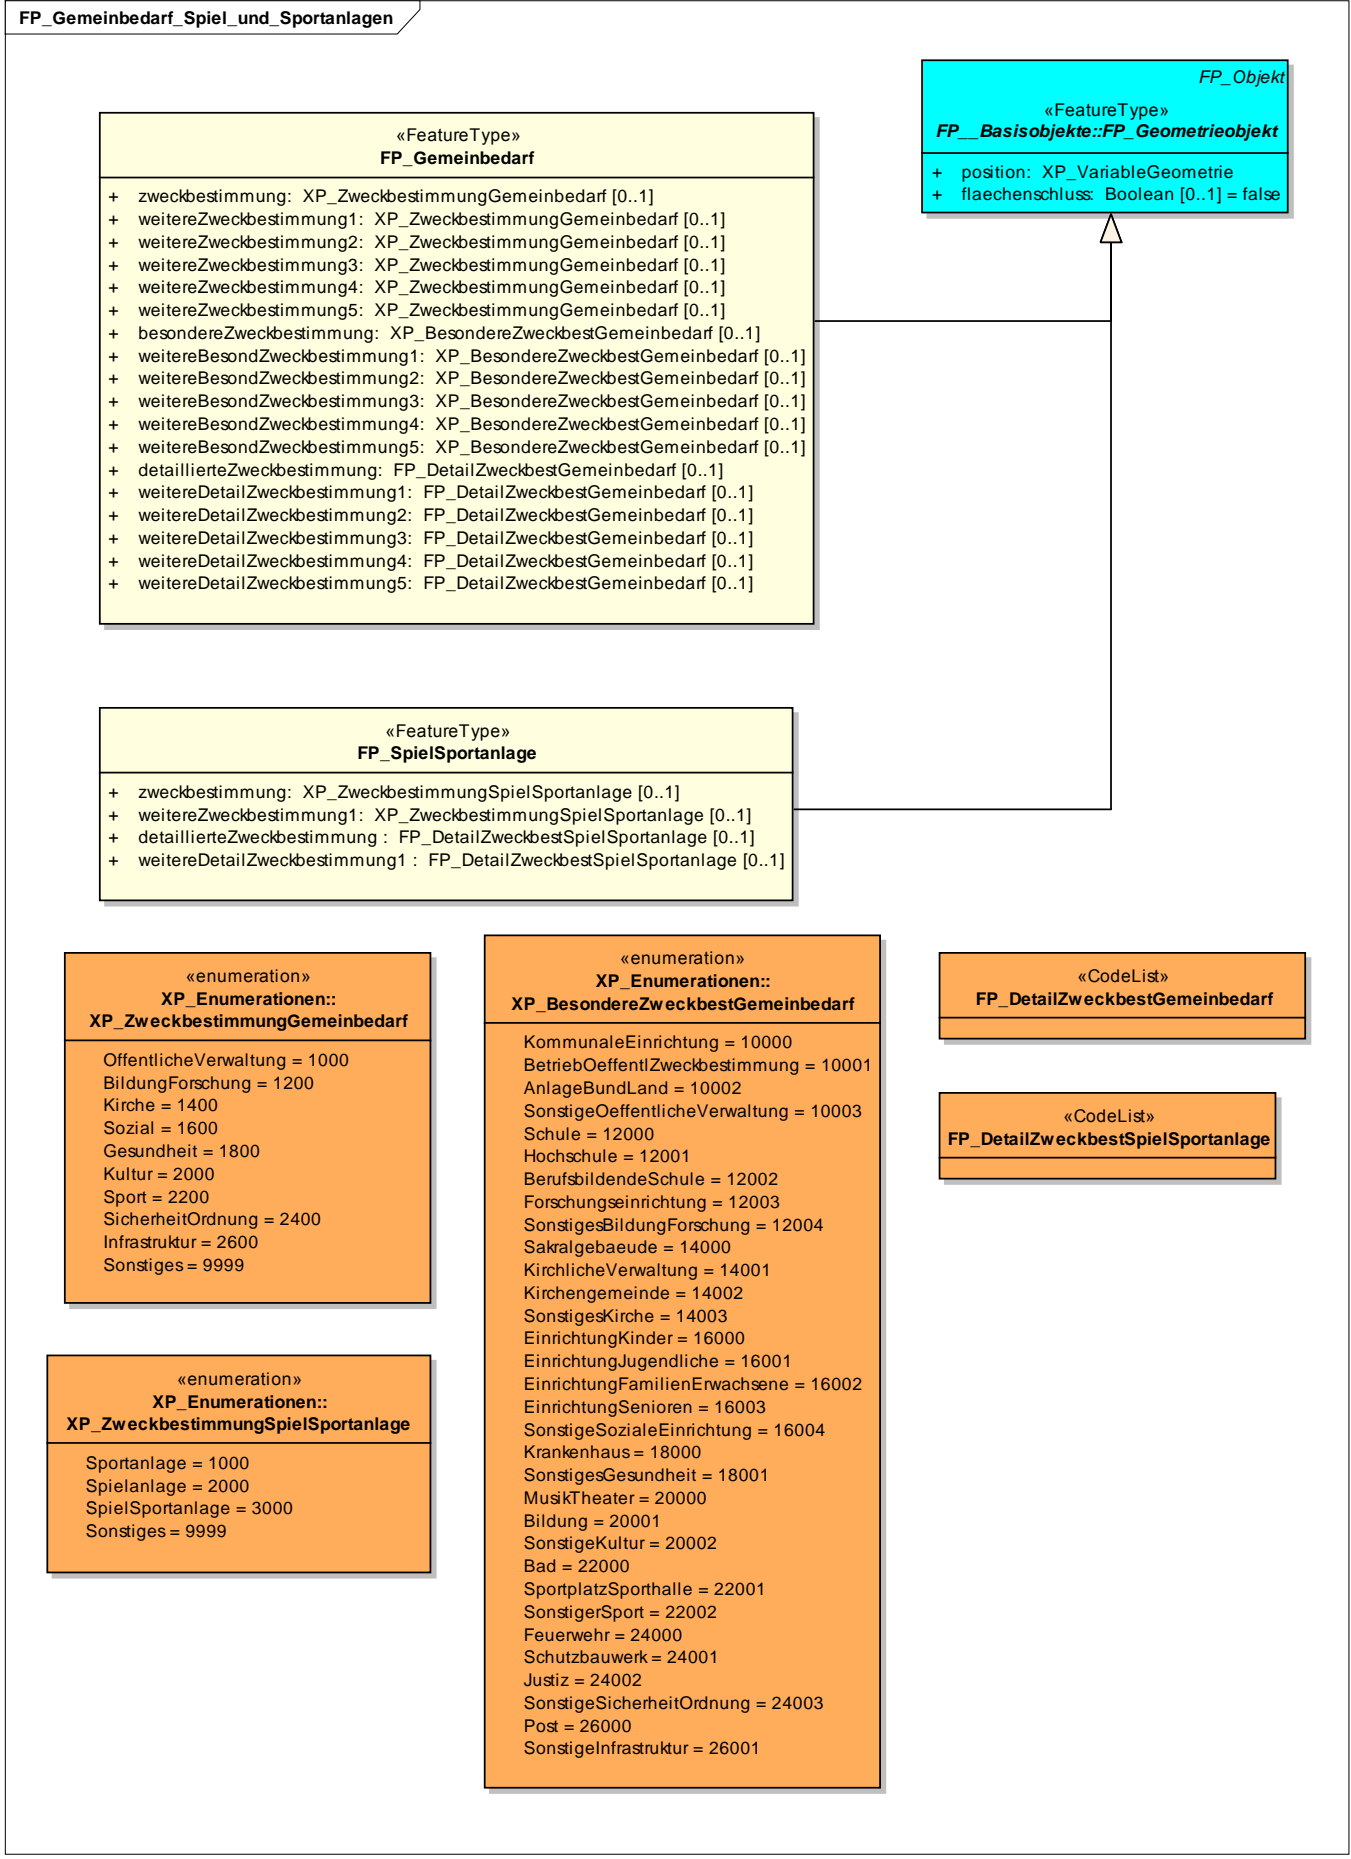 FP_Gemeinbedarf_Spiel_und_Sportanlagen
FP_Objekt
«FeatureType»
FP__Basisobjekte::FP_Geometrieobjekt
+ position: XP_VariableGeometrie
+ flaechenschluss: Boolean [0..1] = false
«FeatureType»
FP_Gemeinbedarf
+ zweckbestimmung: XP_ZweckbestimmungGemeinbedarf [0..1]
+ weitereZweckbestimmung1: XP_ZweckbestimmungGemeinbedarf [0..1]
+ weitereZweckbestimmung2: XP_ZweckbestimmungGemeinbedarf [0..1]
+ weitereZweckbestimmung3: XP_ZweckbestimmungGemeinbedarf [0..1]
+ weitereZweckbestimmung4: XP_ZweckbestimmungGemeinbedarf [0..1]
+ weitereZweckbestimmung5: XP_ZweckbestimmungGemeinbedarf [0..1]
+ besondereZweckbestimmung: XP_BesondereZweckbestGemeinbedarf [0..1]
+ weitereBesondZweckbestimmung1: XP_BesondereZweckbestGemeinbedarf [0..1]
+ weitereBesondZweckbestimmung2: XP_BesondereZweckbestGemeinbedarf [0..1]
+ weitereBesondZweckbestimmung3: XP_BesondereZweckbestGemeinbedarf [0..1]
+ weitereBesondZweckbestimmung4: XP_BesondereZweckbestGemeinbedarf [0..1]
+ weitereBesondZweckbestimmung5: XP_BesondereZweckbestGemeinbedarf [0..1]
+ detaillierteZweckbestimmung: FP_DetailZweckbestGemeinbedarf [0..1]
+ weitereDetailZweckbestimmung1: FP_DetailZweckbestGemeinbedarf [0..1]
+ weitereDetailZweckbestimmung2: FP_DetailZweckbestGemeinbedarf [0..1]
+ weitereDetailZweckbestimmung3: FP_DetailZweckbestGemeinbedarf [0..1]
+ weitereDetailZweckbestimmung4: FP_DetailZweckbestGemeinbedarf [0..1]
+ weitereDetailZweckbestimmung5: FP_DetailZweckbestGemeinbedarf [0..1]
«FeatureType»
FP_SpielSportanlage
+ zweckbestimmung: XP_ZweckbestimmungSpielSportanlage [0..1]
+ weitereZweckbestimmung1: XP_ZweckbestimmungSpielSportanlage [0..1]
+ detaillierteZweckbestimmung : FP_DetailZweckbestSpielSportanlage [0..1]
+ weitereDetailZweckbestimmung1 : FP_DetailZweckbestSpielSportanlage [0..1]
«enumeration»
XP_Enumerationen::
XP_ZweckbestimmungGemeinbedarf
OffentlicheVerwaltung = 1000
BildungForschung = 1200
Kirche = 1400
Sozial = 1600
Gesundheit = 1800
Kultur = 2000
Sport = 2200
SicherheitOrdnung = 2400
Infrastruktur = 2600
Sonstiges = 9999
«enumeration»
XP_Enumerationen::
XP_ZweckbestimmungSpielSportanlage
Sportanlage = 1000
Spielanlage = 2000
SpielSportanlage = 3000
Sonstiges = 9999
«enumeration»
XP_Enumerationen::
XP_BesondereZweckbestGemeinbedarf
KommunaleEinrichtung = 10000
BetriebOeffentlZweckbestimmung = 10001
AnlageBundLand = 10002
SonstigeOeffentlicheVerwaltung = 10003
Schule = 12000
Hochschule = 12001
BerufsbildendeSchule = 12002
Forschungseinrichtung = 12003
SonstigesBildungForschung = 12004
Sakralgebaeude = 14000
KirchlicheVerwaltung = 14001
Kirchengemeinde = 14002
SonstigesKirche = 14003
EinrichtungKinder = 16000
EinrichtungJugendliche = 16001
EinrichtungFamilienErwachsene = 16002
EinrichtungSenioren = 16003
SonstigeSozialeEinrichtung = 16004
Krankenhaus = 18000
SonstigesGesundheit = 18001
MusikTheater = 20000
Bildung = 20001
SonstigeKultur = 20002
Bad = 22000
SportplatzSporthalle = 22001
SonstigerSport = 22002
Feuerwehr = 24000
Schutzbauwerk = 24001
Justiz = 24002
SonstigeSicherheitOrdnung = 24003
Post = 26000
SonstigeInfrastruktur = 26001
«CodeList»
FP_DetailZweckbestGemeinbedarf
«CodeList»
FP_DetailZweckbestSpielSportanlage